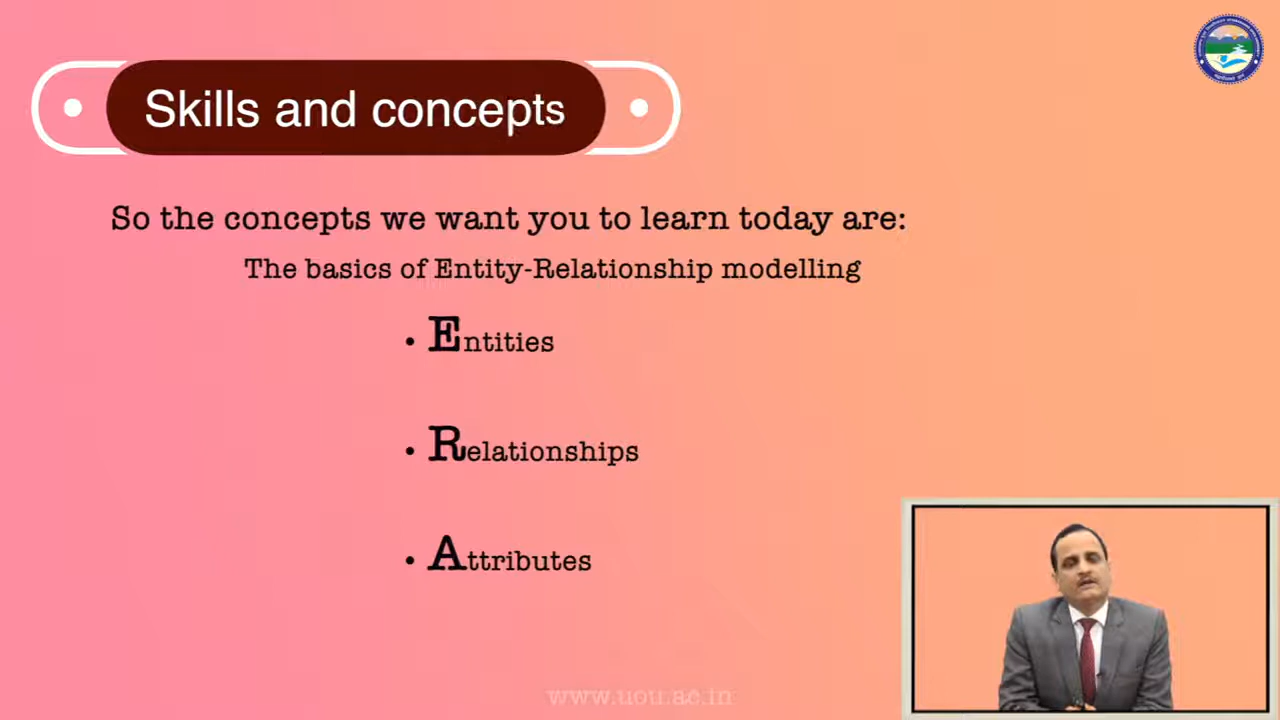 Skills and concepts
So the concepts we want you to learn today are:
The basics of Entity-Relationship modelling
• Entities
• Relationships
• Attributes
www.uou.ac.in